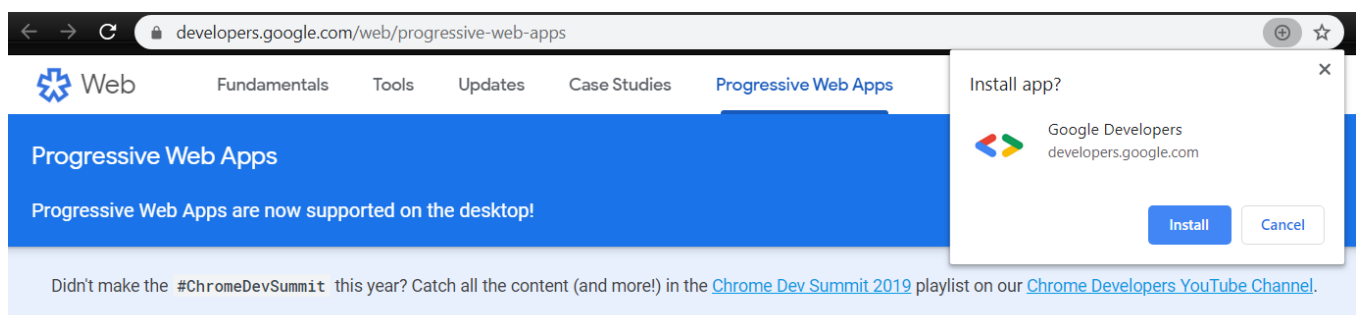 developers.google.com/web/progressive-web-apps
Web Fundamentals Tools Updates Case Studies Progressive Web Apps
Install app?
Google Developers
developers.google.com
Install Cancel
Progressive Web Apps
Progressive Web Apps are now supported on the desktop!
Didn't make the #ChromeDevSummit this year? Catch all the content (and more!) in the Chrome Dev Summit 2019 playlist on our Chrome Developers YouTube Channel.